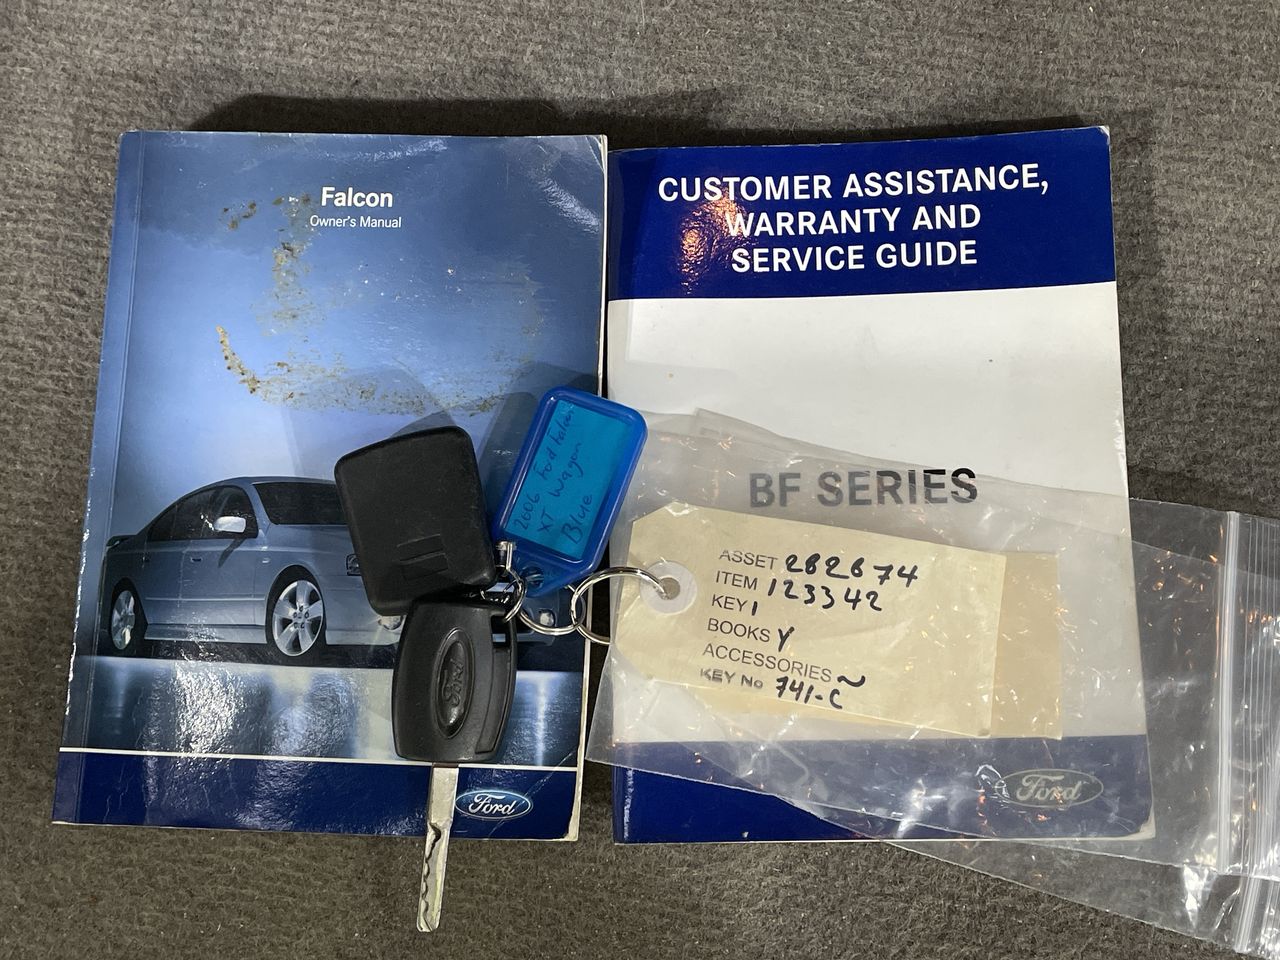 Falcon
Owner's Manual
Ford
CUSTOMER ASSISTANCE,
WARRANTY AND
SERVICE GUIDE
BF SERIES
Ford
2006 Ford Falcon
XT Wagon
Blue
Ford
ASSET 282674
ITEM 123342
KEY 1
BOOKS Y
ACCESSORIES ~
KEY No 741-C